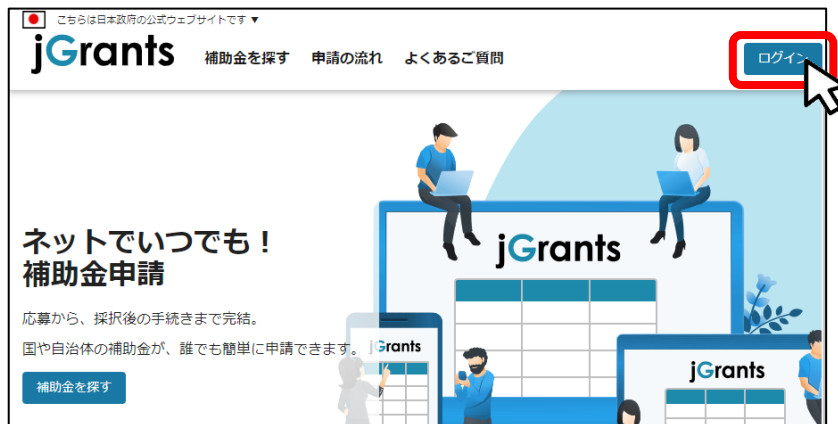 こちらは日本政府の公式ウェブサイトです ▼
jGrants 補助金を探す 申請の流れ よくあるご質問 ログイン
ネットでいつでも！
補助金申請
応募から、採択後の手続きまで完結。
国や自治体の補助金が、誰でも簡単に申請できます。
補助金を探す
jGrants
jGrants
jGrants